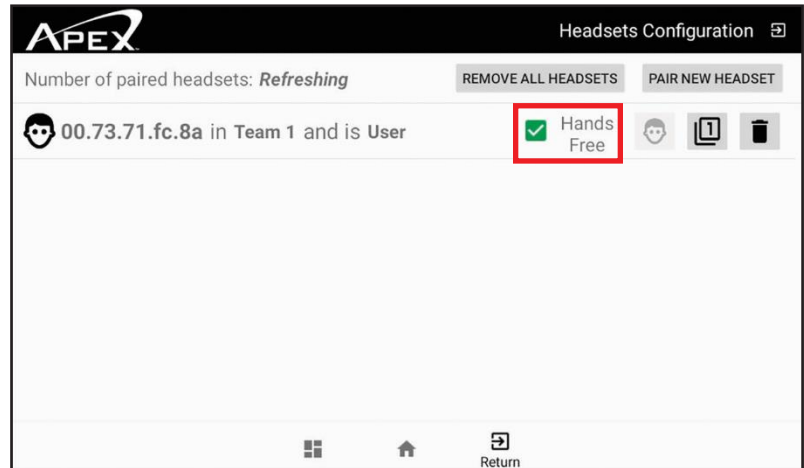 APEX
Headsets Configuration
Number of paired headsets: Refreshing
REMOVE ALL HEADSETS
PAIR NEW HEADSET
00.73.71.fc.8a in Team 1 and is User
Hands
Free
1
Return